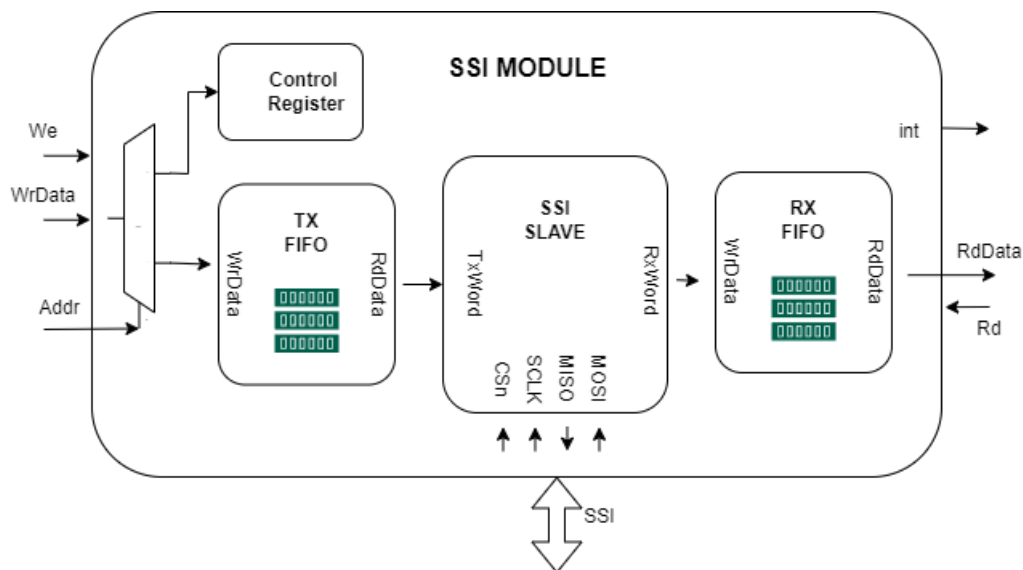 SSI MODULE
Control
Register
We
int
WrData
TX
FIFO
WrData
RdData
SSI
SLAVE
TxWord
RxWord
CSn
SCLK
MISO
MOSI
RX
FIFO
WrData
RdData
RdData
Addr
Rd
SSI